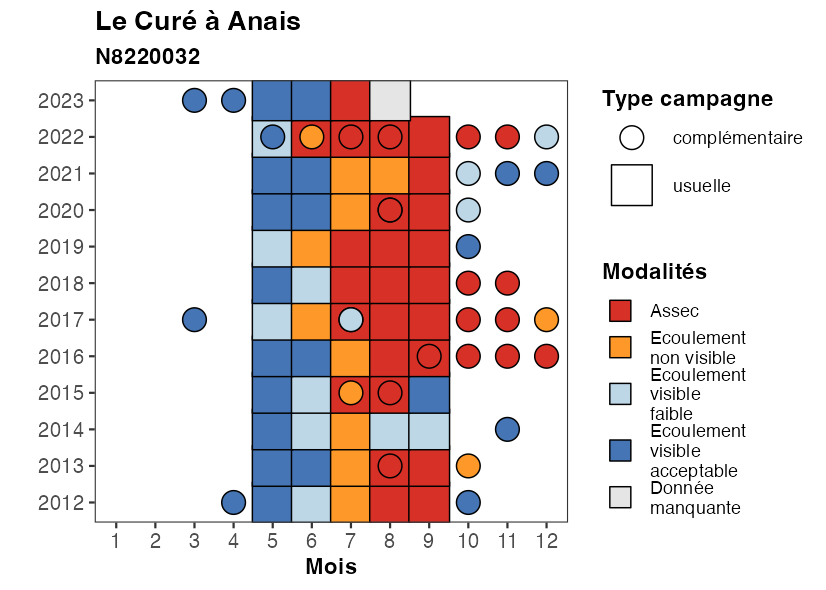 Le Curé à Anais
N8220032
2023
2022
2021
2020
2019
2018
2017
2016
2015
2014
2013
2012
1 2 3 4 5 6 7 8 9 10 11 12
Mois
Type campagne
complémentaire
usuelle
Modalités
Assec
Ecoulement
non visible
Ecoulement
visible
faible
Ecoulement
visible
acceptable
Donnée
manquante